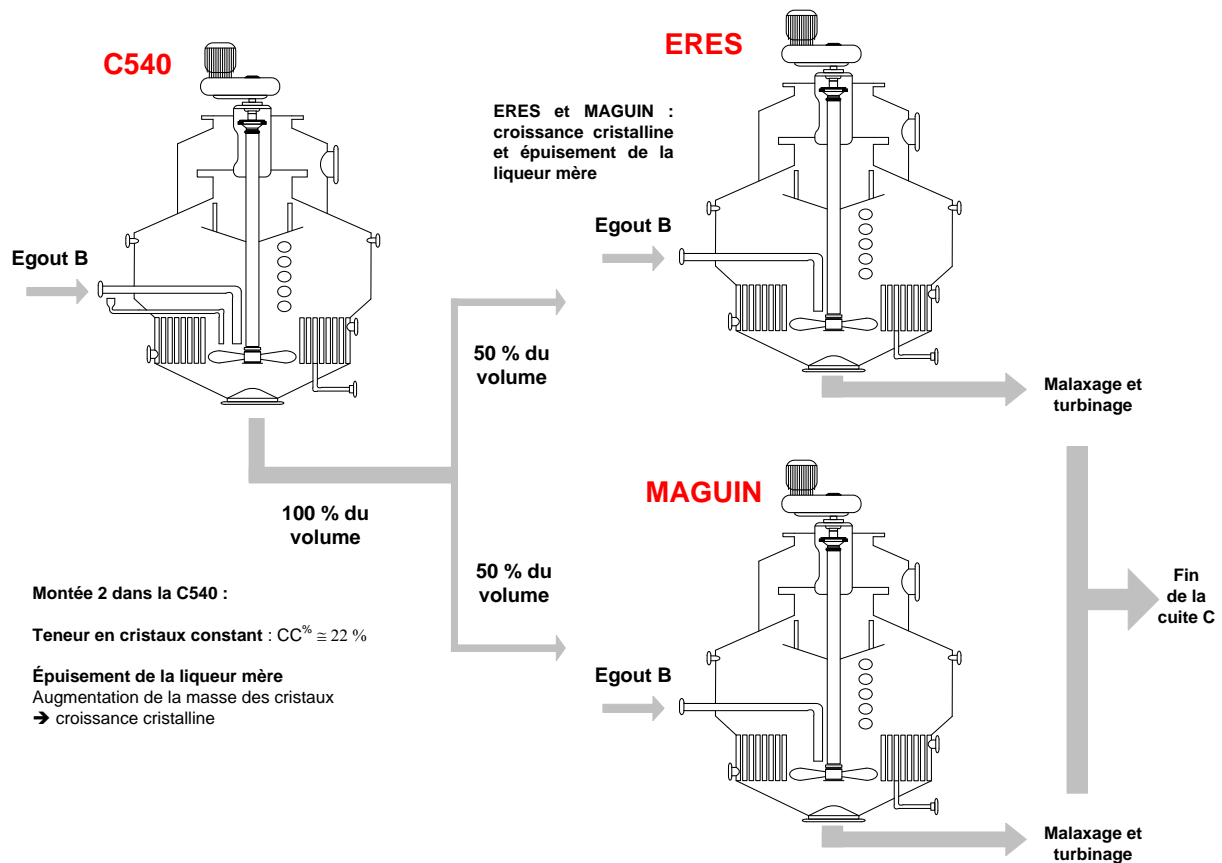 C540
ERES
ERES et MAGUIN :
croissance cristalline
et épuisement de la
liqueur mère
Egout B
Egout B
50 % du
volume
Malaxage et
turbinage
MAGUIN
100 % du
volume
50 % du
volume
Montée 2 dans la C540 :
Teneur en cristaux constant : CC% ≅ 22 %
Épuisement de la liqueur mère
Augmentation de la masse des cristaux
➔ croissance cristalline
Egout B
Fin
de la
cuite C
Malaxage et
turbinage